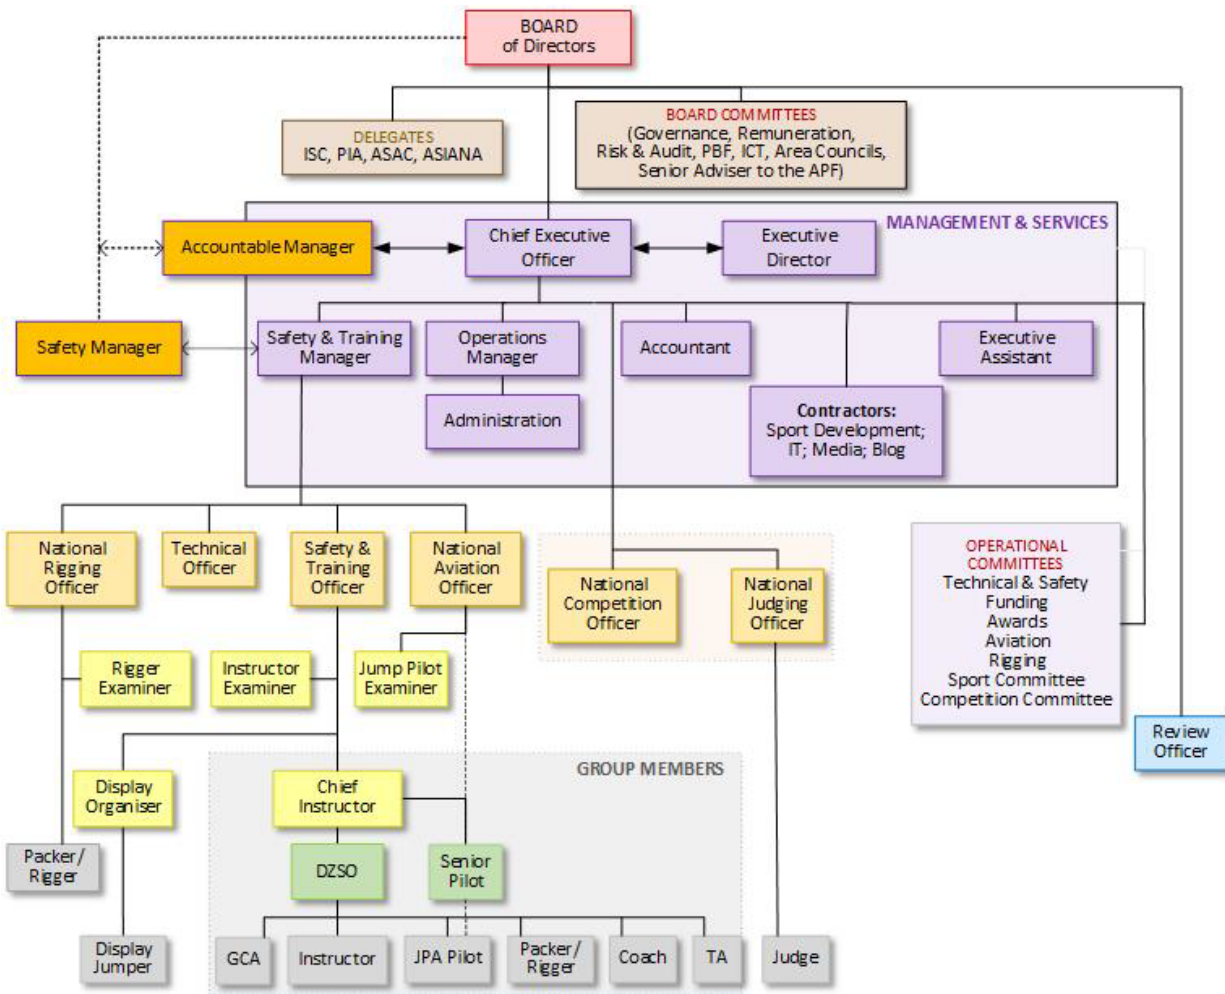 BOARD
of Directors
DELEGATES
ISC, PIA, ASAC, ASIANA
BOARD COMMITTEES
(Governance, Remuneration,
Risk & Audit, PBF, ICT, Area Councils,
Senior Adviser to the APF)
MANAGEMENT & SERVICES
Accountable Manager
Chief Executive
Officer
Executive
Director
Safety Manager
Safety & Training
Manager
Operations
Manager
Accountant
Executive
Assistant
Administration
Contractors:
Sport Development;
IT; Media; Blog
National
Rigging
Officer
Technical
Officer
Safety &
Training
Officer
National
Aviation
Officer
National
Competition
Officer
National
Judging
Officer
OPERATIONAL
COMMITTEES
Technical & Safety
Funding
Awards
Aviation
Rigging
Sport Committee
Competition Committee
Rigger
Examiner
Instructor
Examiner
Jump Pilot
Examiner
Review
Officer
GROUP MEMBERS
Display
Organiser
Chief
Instructor
Packer/
Rigger
DZSO
Senior
Pilot
Display
Jumper
GCA
Instructor
JPA Pilot
Packer/
Rigger
Coach
TA
Judge